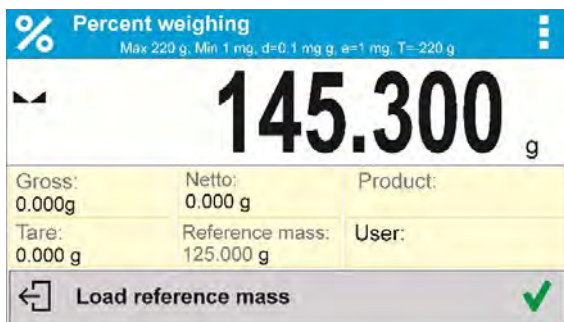 % Percent weighing
Max 220 g, Min 1 mg, d=0.1 mg g, e=1 mg, T=-220 g
145.300 g
Gross: Netto: Product:
0.000g 0.000 g
Tare: Reference mass: User:
0.000 g 125.000 g
Load reference mass